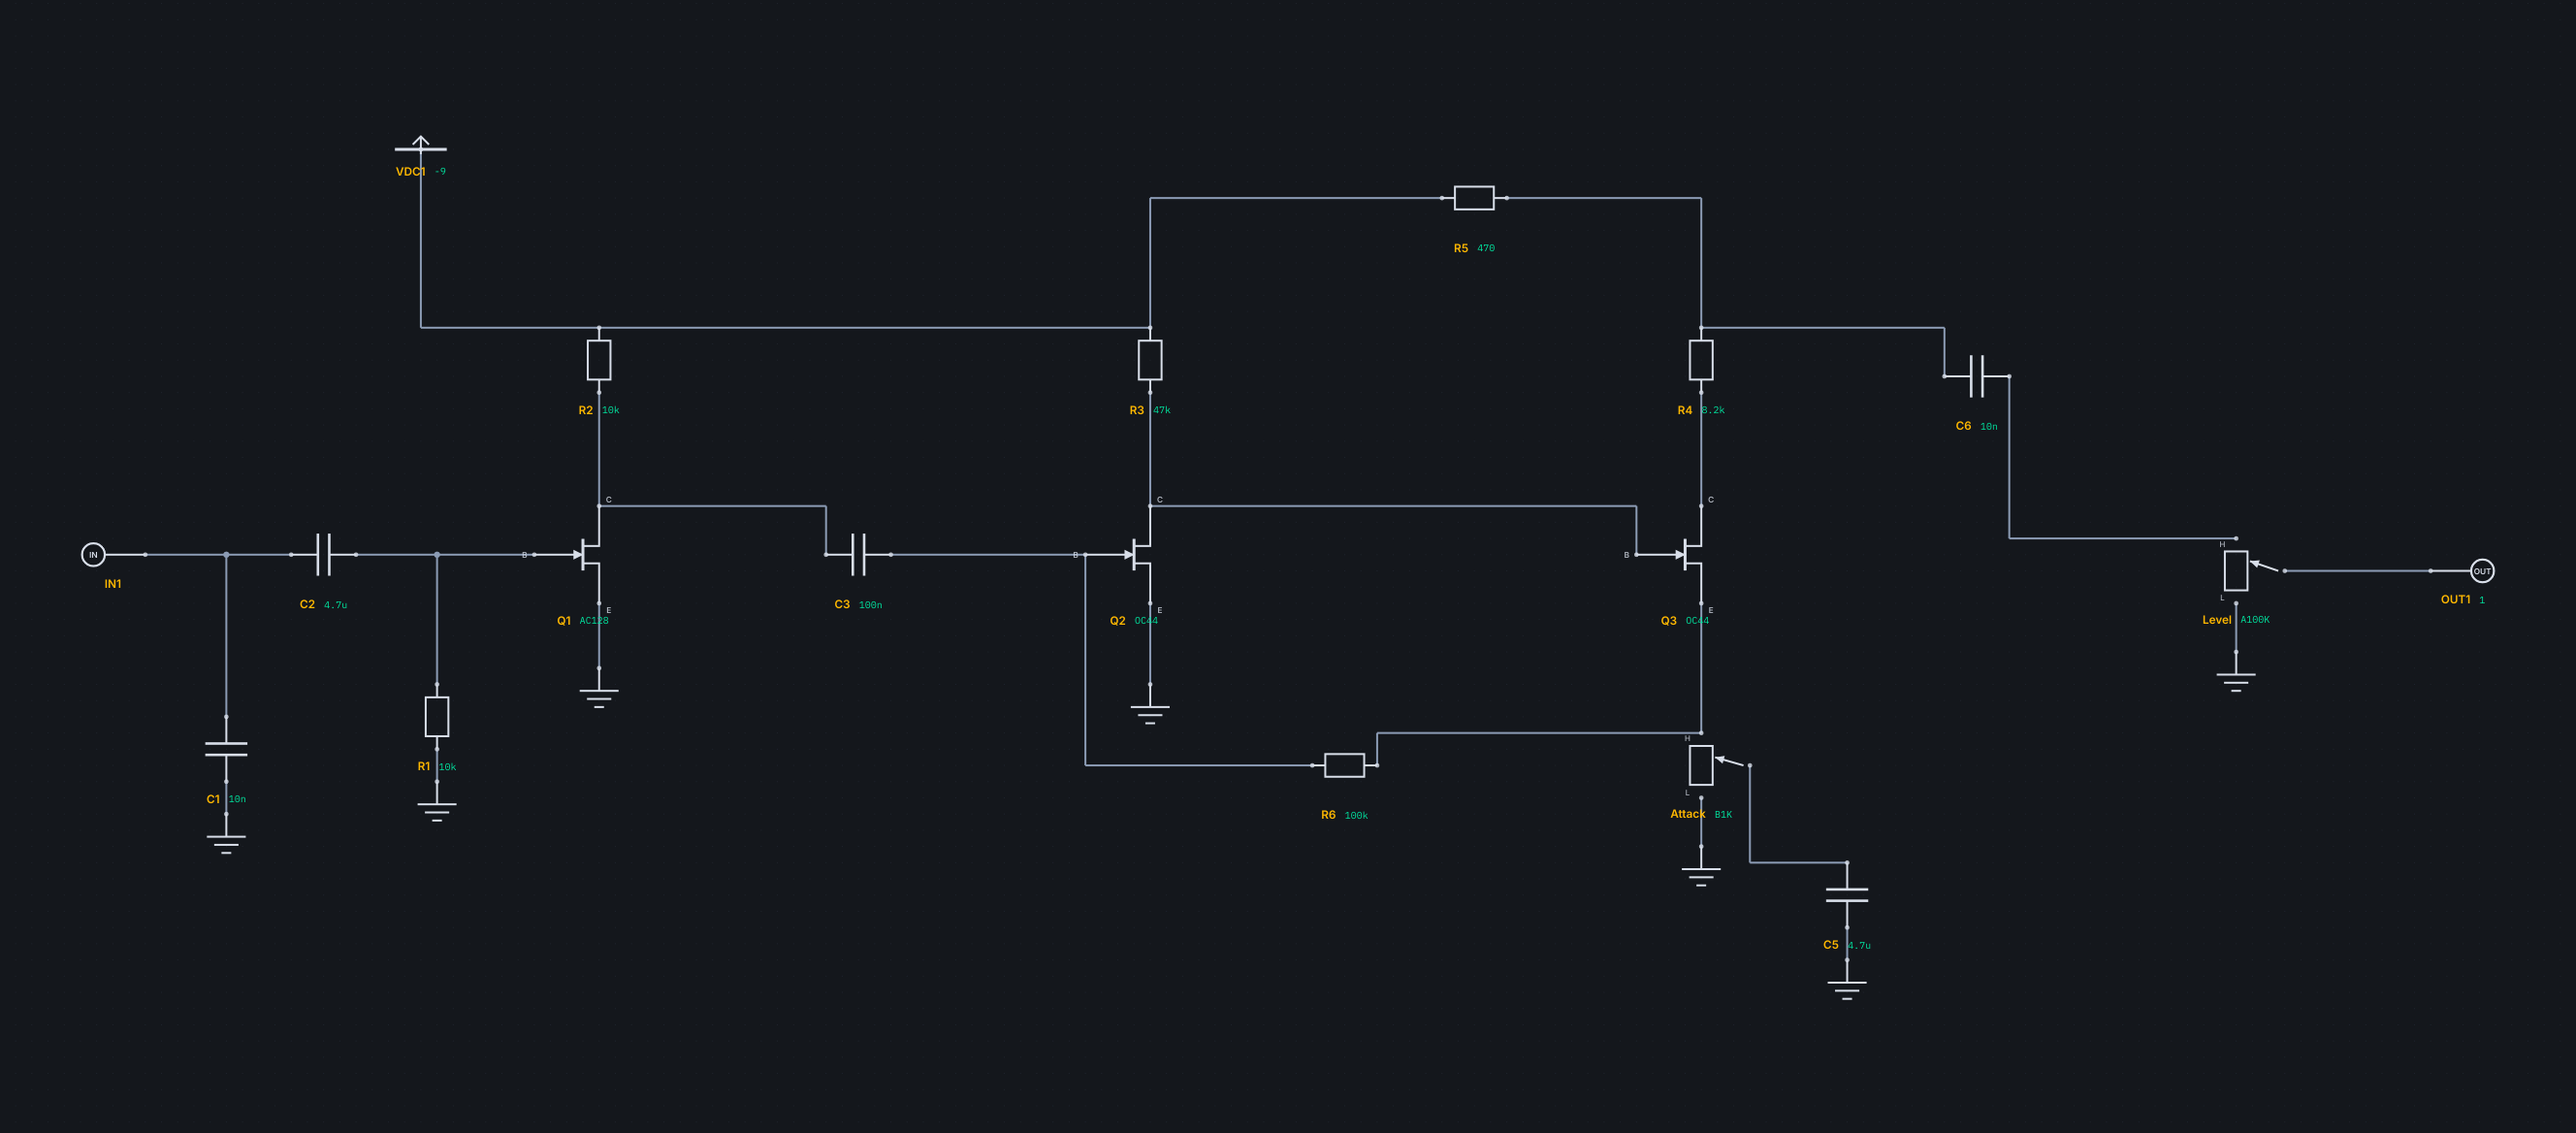 VDC1 -9
R5 470
R2 10k
R3 47k
R4 8.2k
C6 10n
C
C
C
IN
B
B
B
H
OUT
IN1
C2 4.7u
C3 100n
L
OUT1 1
E
E
E
Q1 AC128
Q2 OC44
Q3 OC44
Level A100K
H
R1 10k
L
C1 10n
R6 100k
Attack B1K
C5 4.7u